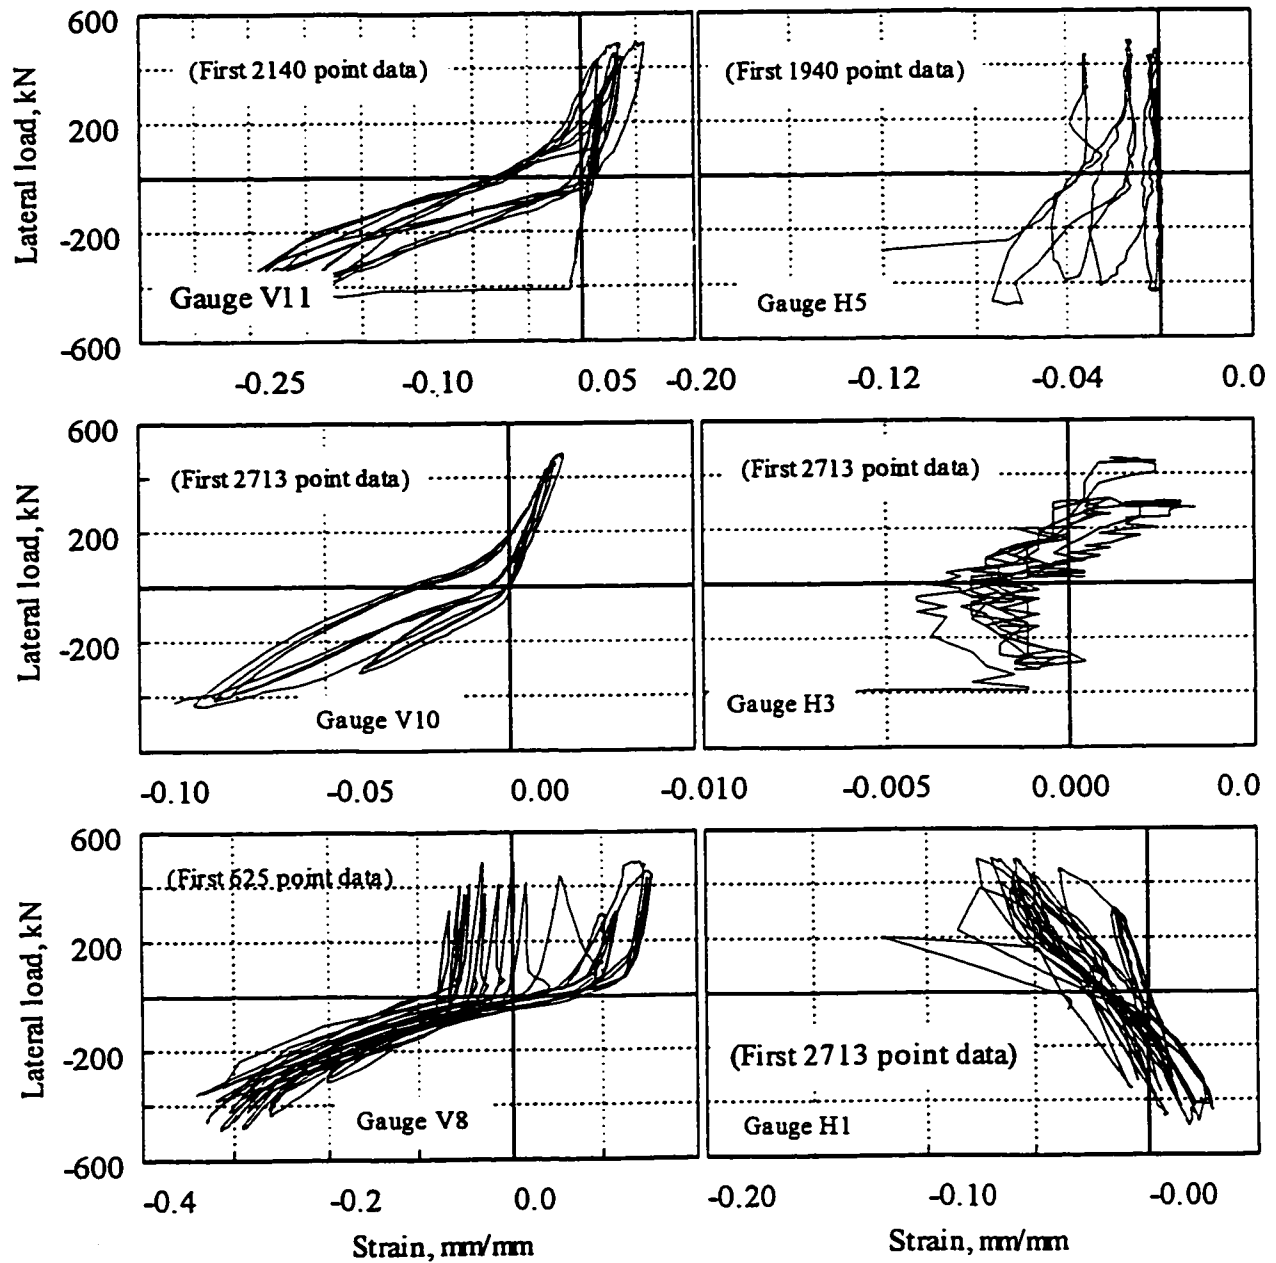 600
(First 2140 point data)
(First 1940 point data)
Lateral load, kN
200
-200
Gauge V11
Gauge H5
-600
-0.25 -0.10 0.05 -0.20 -0.12 -0.04 0.0
600
(First 2713 point data)
(First 2713 point data)
Lateral load, kN
200
-200
Gauge V10
Gauge H3
-0.10 -0.05 0.00 -0.010 -0.005 0.000 0.0
600
(First 625 point data)
Lateral load, kN
200
-200
(First 2713 point data)
Gauge V8
Gauge H1
-600
-0.4 -0.2 0.0 -0.20 -0.10 -0.00
Strain, mm/mm
Strain, mm/mm